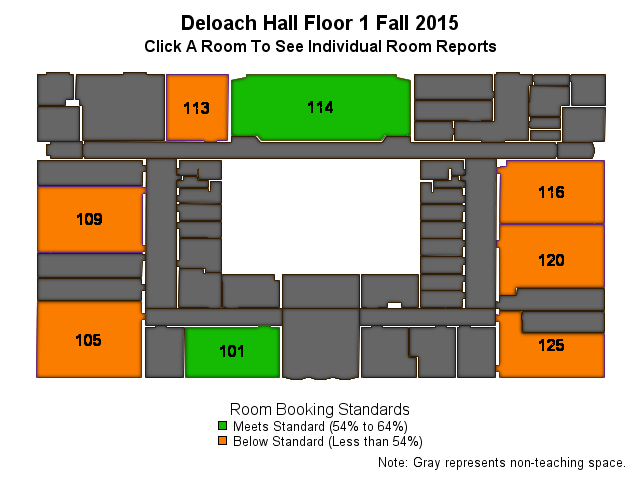 Deloach Hall Floor 1 Fall 2015
Click A Room To See Individual Room Reports
113
114
116
109
120
105
101
125
Room Booking Standards
Meets Standard (54% to 64%)
Below Standard (Less than 54%)
Note: Gray represents non-teaching space.